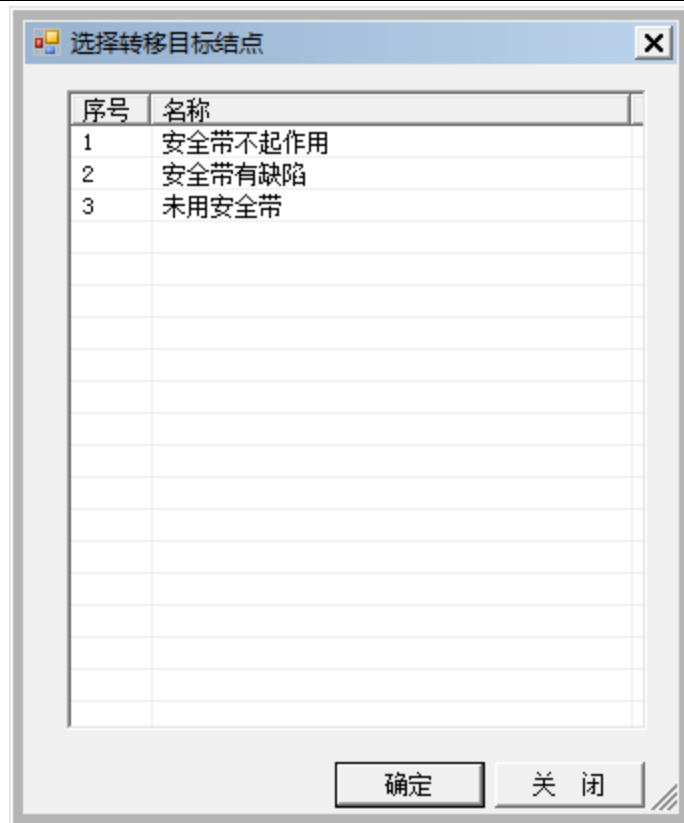 选择转移目标结点
序号 名称
1 安全带不起作用
2 安全带有缺陷
3 未用安全带
确定 关 闭